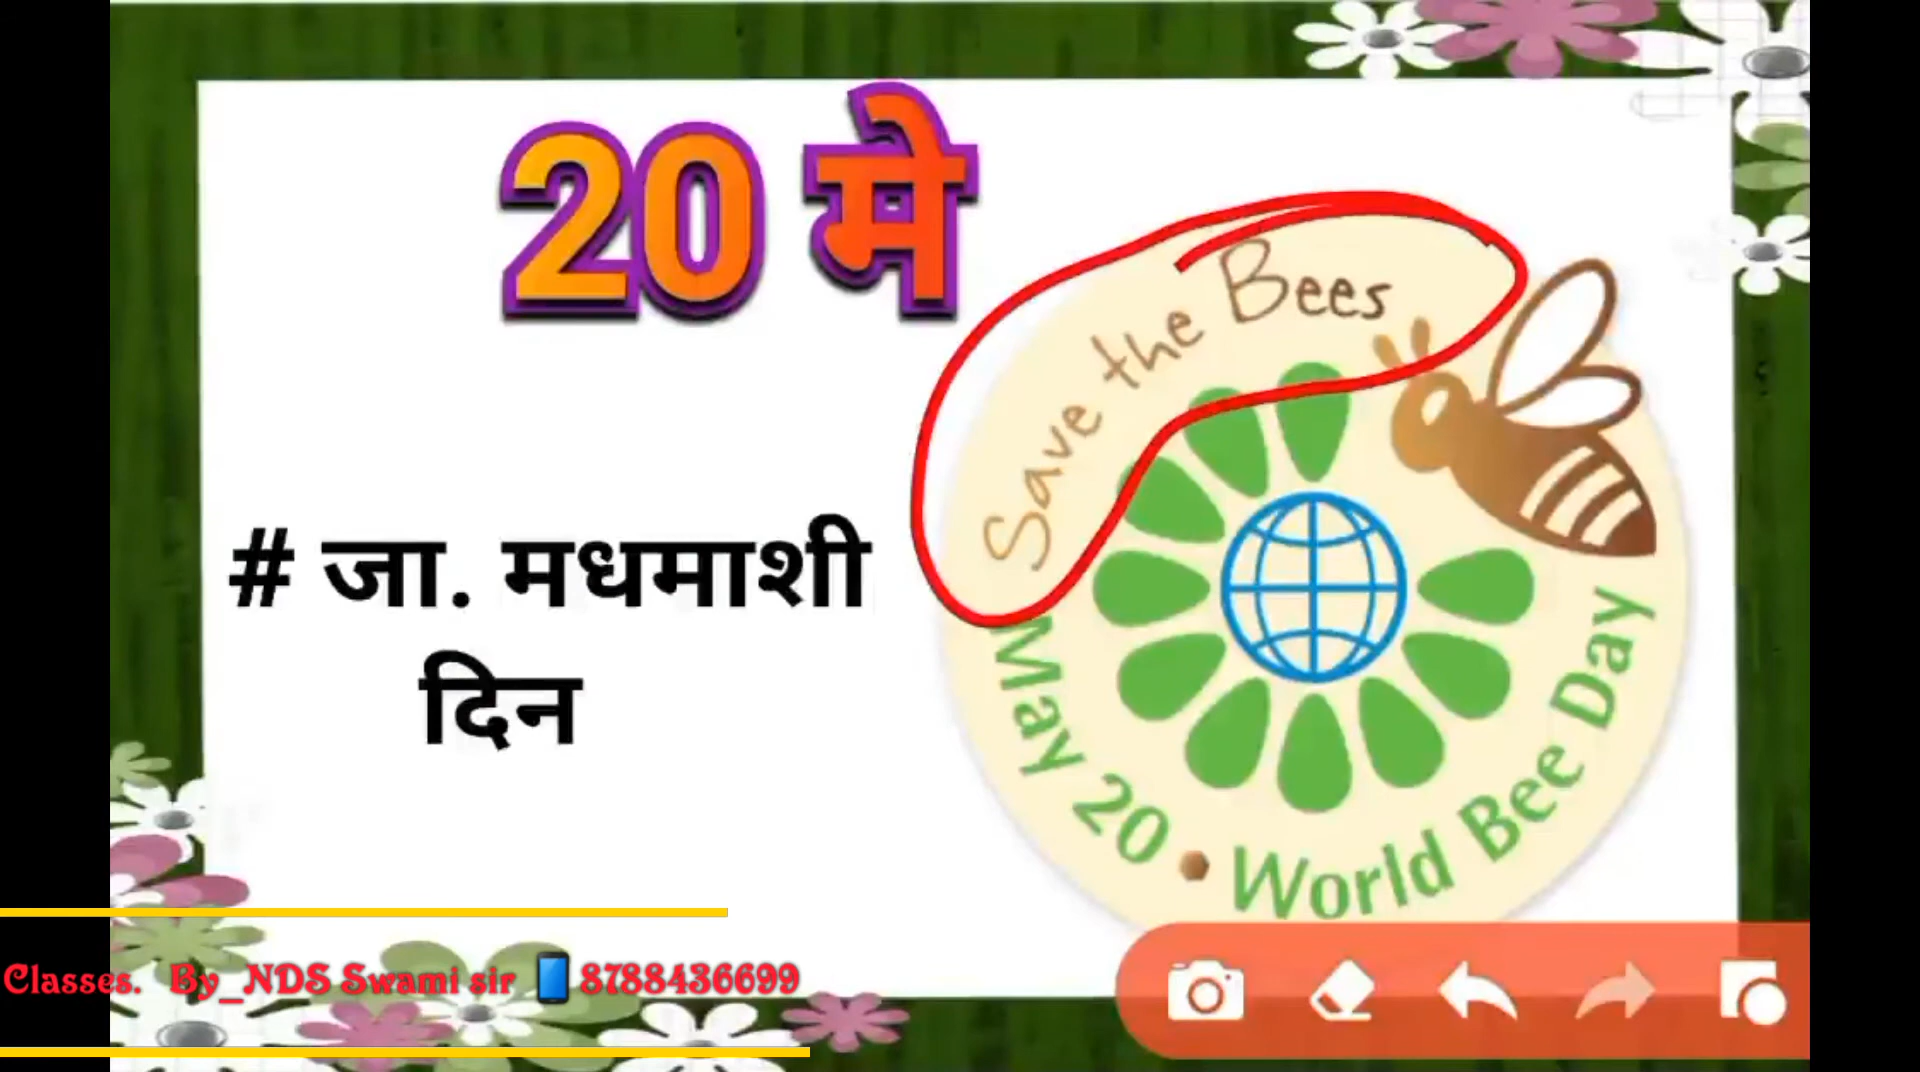 20 मे
Save the Bees
# जा. मधमाशी
दिन
May 20 • World Bee Day
Classes. By_NDS Swami sir 8788436699